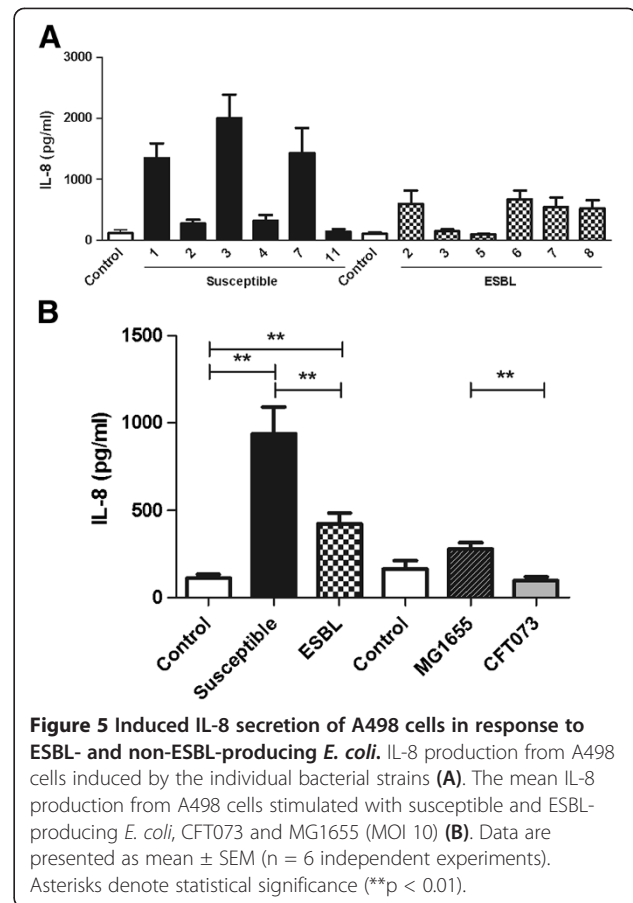 A
IL-8 (pg/ml)
3000
2000
1000
0
Control 1 2 3 4 7 11 Control 2 3 5 6 7 8
Susceptible ESBL
B
IL-8 (pg/ml)
1500
1000
500
0
**
** ** **
Control Susceptible ESBL Control MG1655 CFT073
Figure 5 Induced IL-8 secretion of A498 cells in response to
ESBL- and non-ESBL-producing E. coli. IL-8 production from A498
cells induced by the individual bacterial strains (A). The mean IL-8
production from A498 cells stimulated with susceptible and ESBL-
producing E. coli, CFT073 and MG1655 (MOI 10) (B). Data are
presented as mean ± SEM (n = 6 independent experiments).
Asterisks denote statistical significance (**p < 0.01).